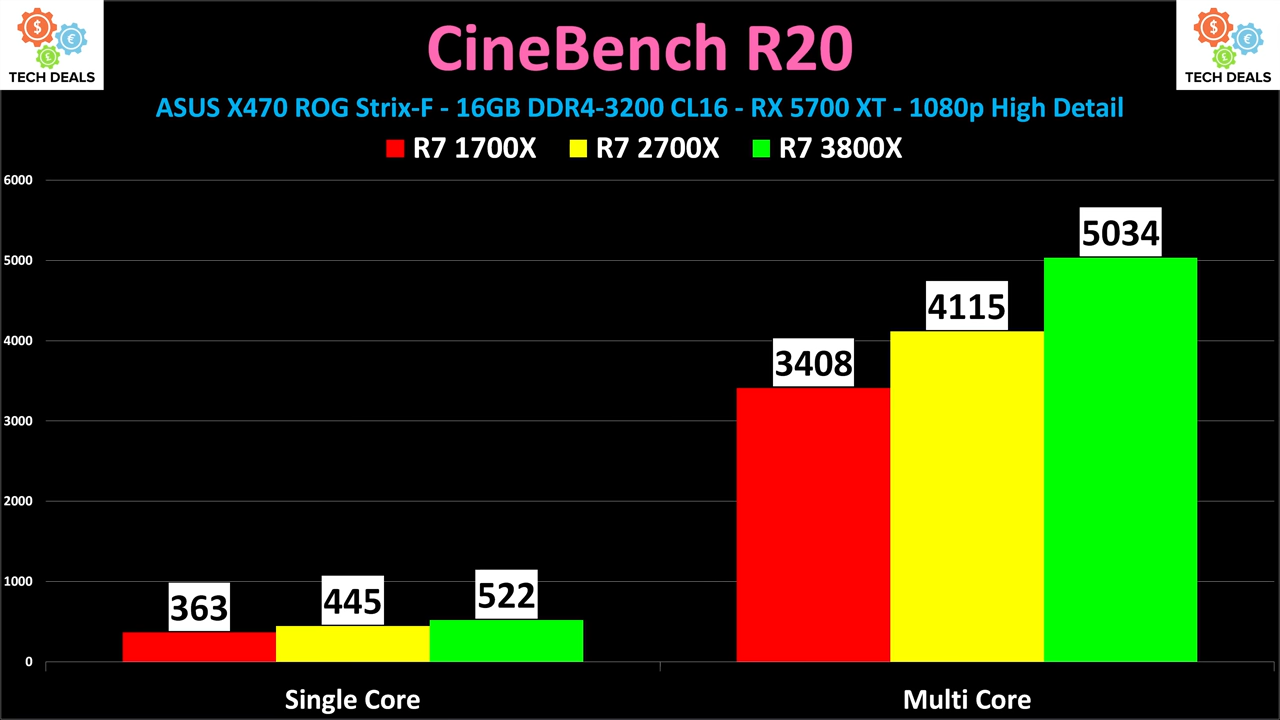 CineBench R20
TECH DEALS
TECH DEALS
ASUS X470 ROG Strix-F - 16GB DDR4-3200 CL16 - RX 5700 XT - 1080p High Detail
R7 1700X R7 2700X R7 3800X
6000
5000
4000
3000
2000
1000
0
363
445
522
3408
4115
5034
Single Core
Multi Core
$
€
$
€